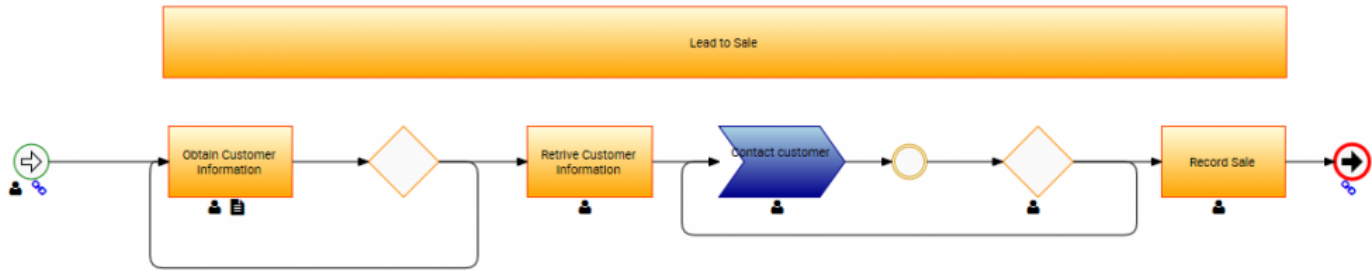 Lead to Sale
Obtain Customer
Information
Retrive Customer
Information
Contact customer
Record Sale